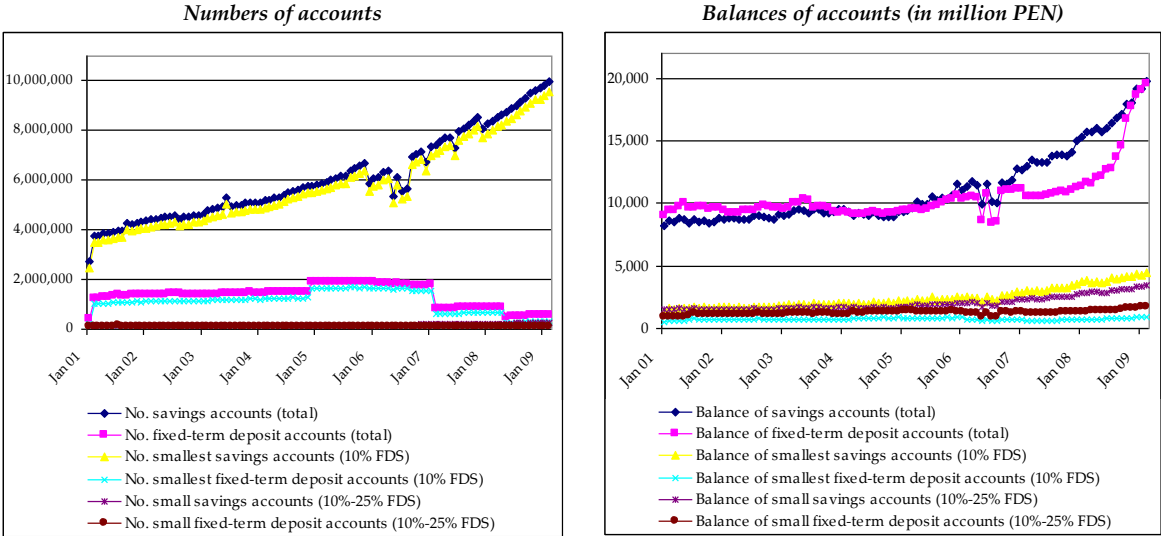 Numbers of accounts
10,000,000
8,000,000
6,000,000
4,000,000
2,000,000
0
Jan 01
Jan 02
Jan 03
Jan 04
Jan 05
Jan 06
Jan 07
Jan 08
Jan 09
No. savings accounts (total)
No. fixed-term deposit accounts (total)
No. smallest savings accounts (10% FDS)
No. smallest fixed-term deposit accounts (10% FDS)
No. small savings accounts (10%-25% FDS)
No. small fixed-term deposit accounts (10%-25% FDS)
Balances of accounts (in million PEN)
20,000
15,000
10,000
5,000
0
Jan 01
Jan 02
Jan 03
Jan 04
Jan 05
Jan 06
Jan 07
Jan 08
Jan 09
Balance of savings accounts (total)
Balance of fixed-term deposit accounts (total)
Balance of smallest savings accounts (10% FDS)
Balance of smallest fixed-term deposit accounts (10% FDS)
Balance of small savings accounts (10%-25% FDS)
Balance of small fixed-term deposit accounts (10%-25% FDS)